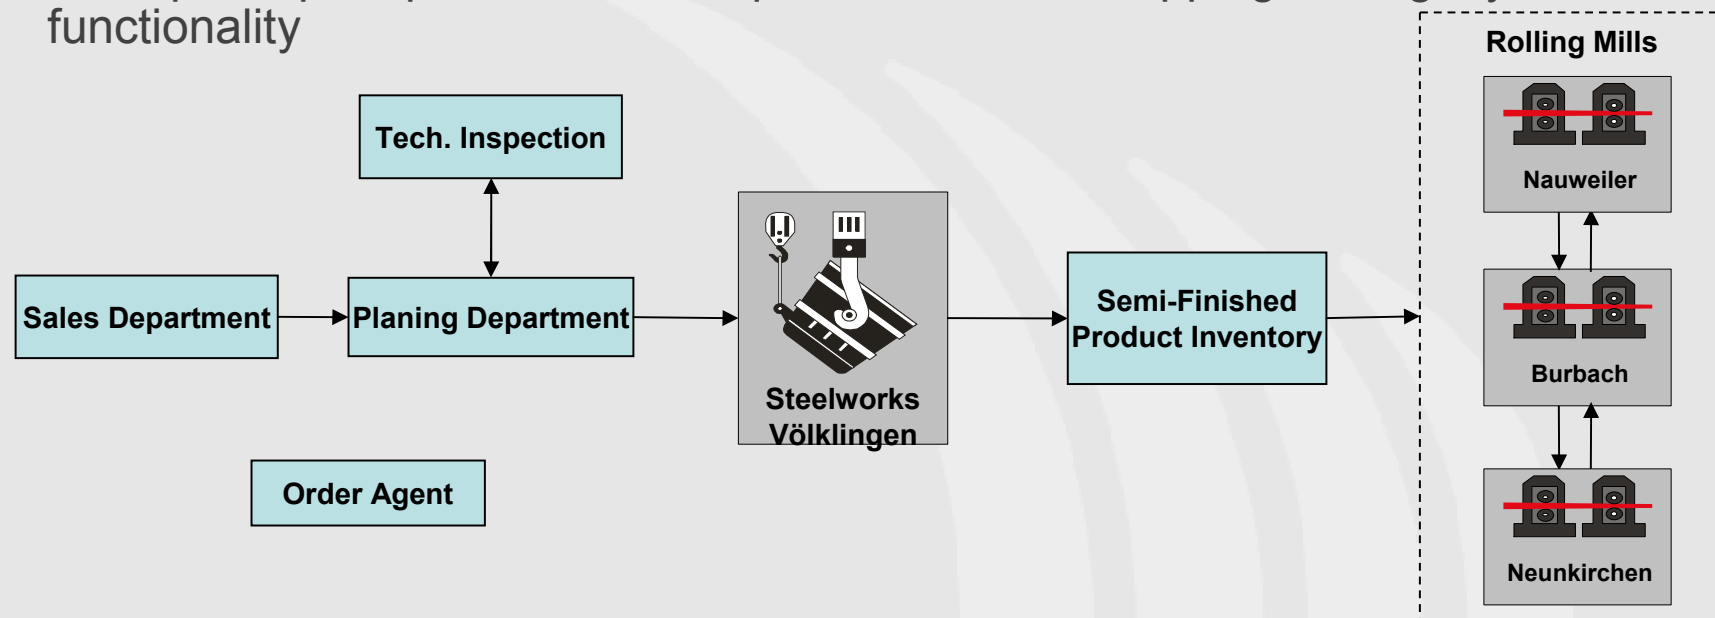 functionality
Rolling Mills
Tech. Inspection
Nauweiler
Sales Department
Planing Department
Semi-Finished
Product Inventory
Burbach
Steelworks
Völklingen
Order Agent
Neunkirchen